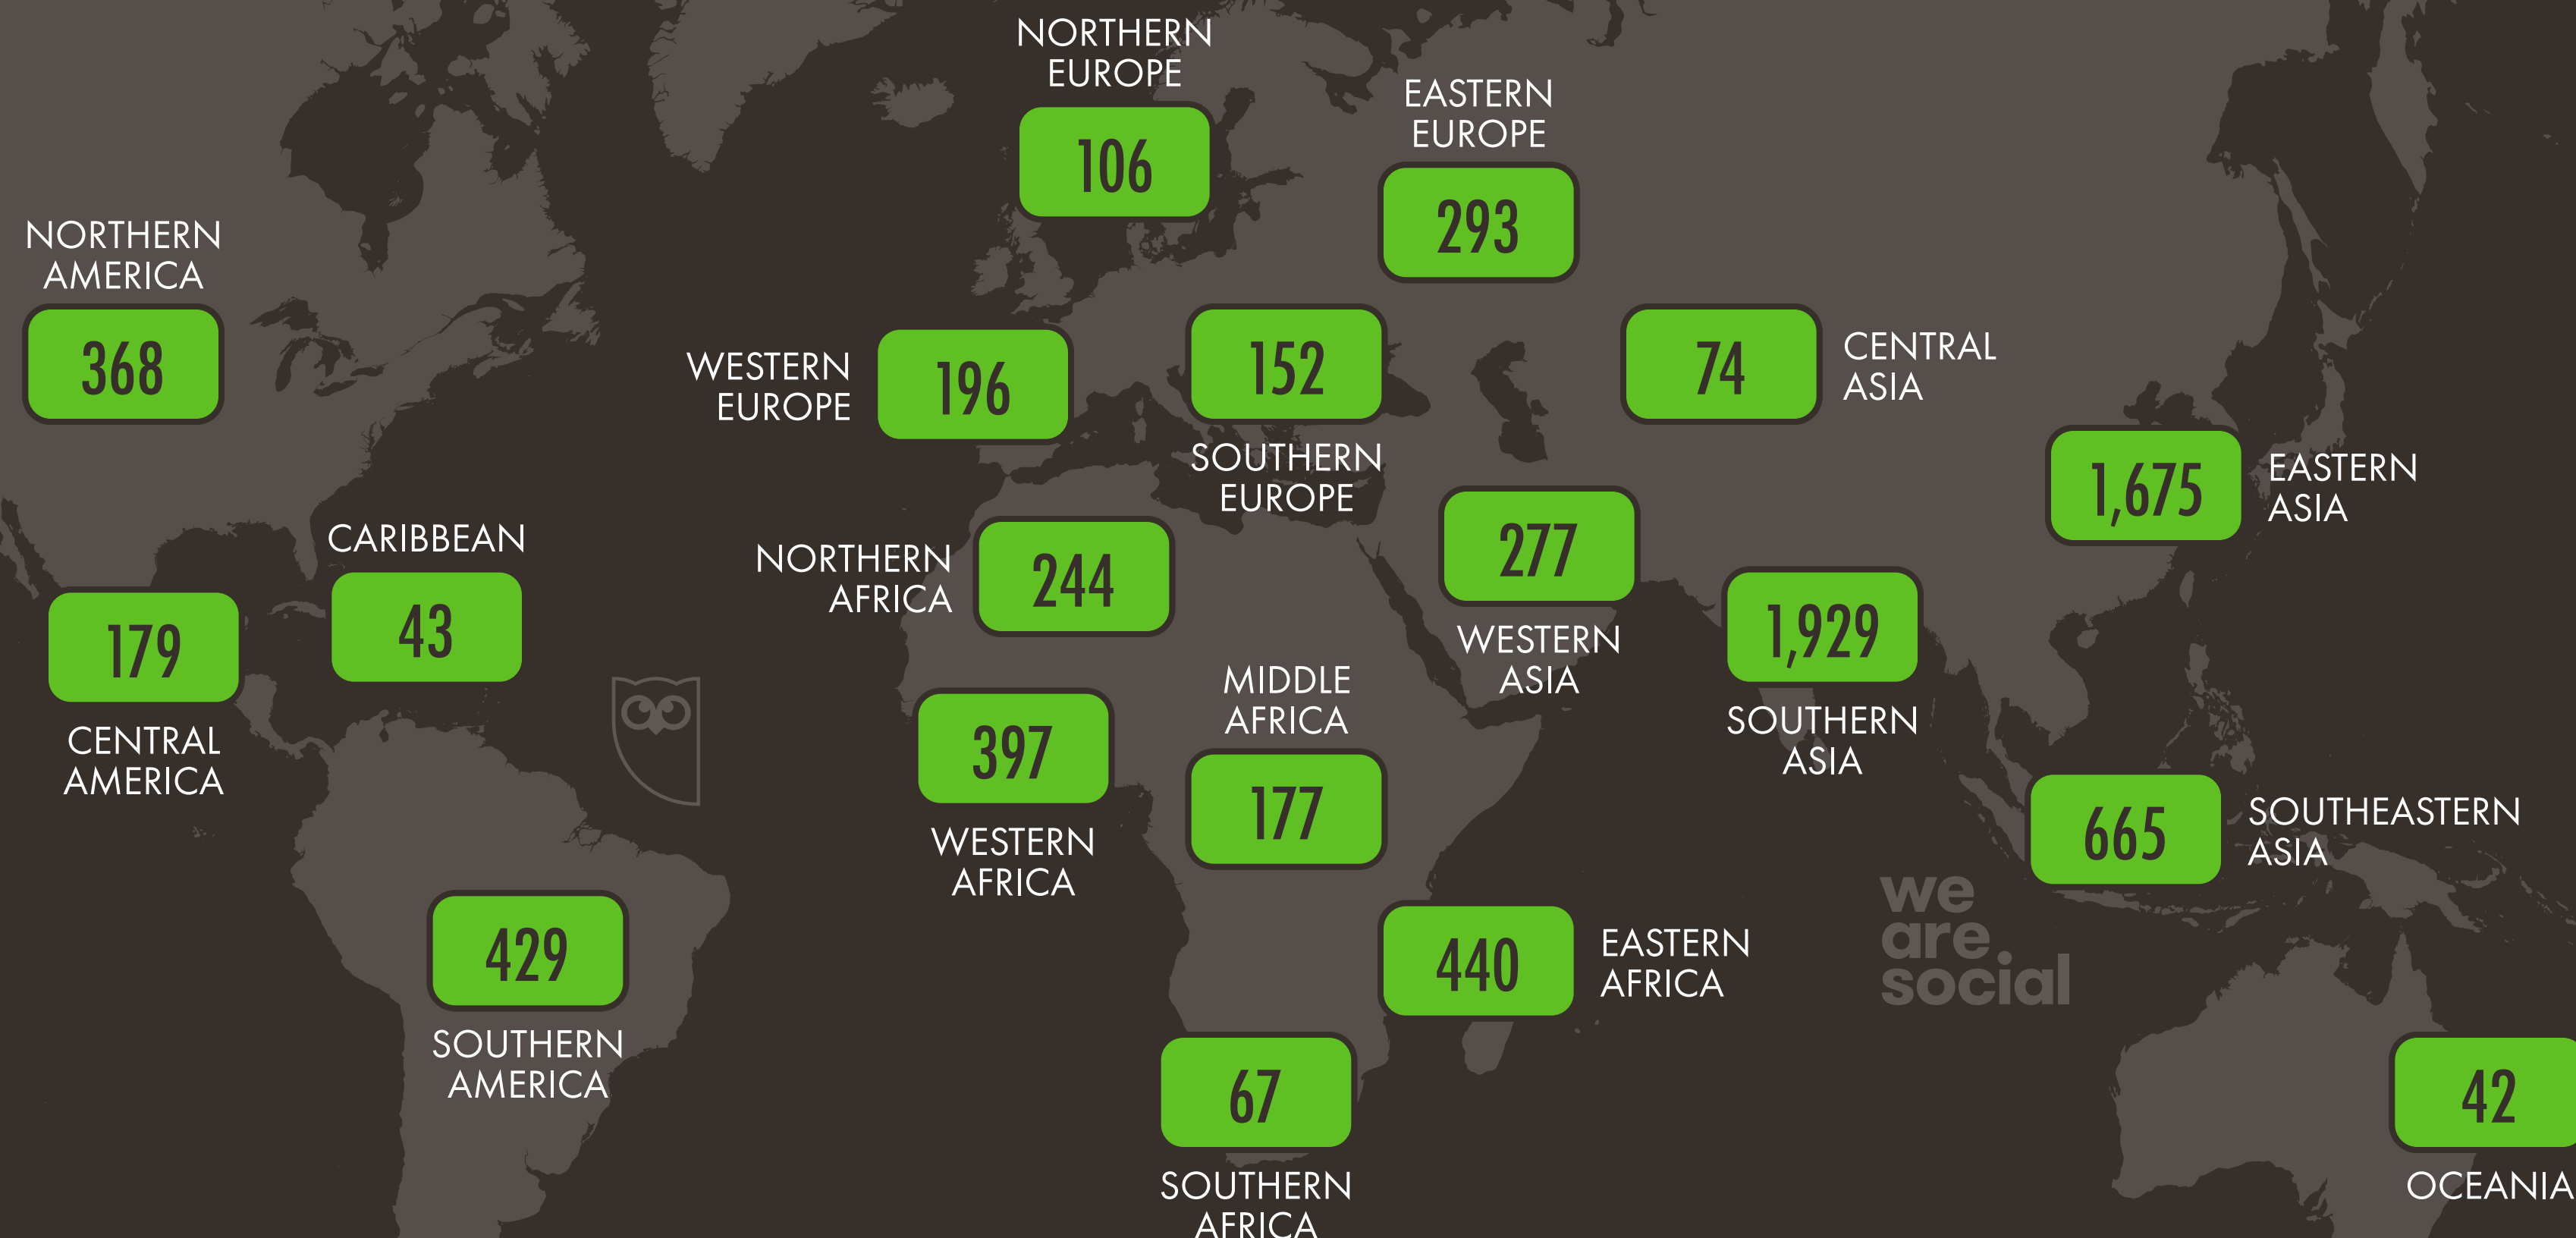 NORTHERN
EUROPE
106
EASTERN
EUROPE
293
NORTHERN
AMERICA
368
WESTERN
EUROPE
196
152
SOUTHERN
EUROPE
74
CENTRAL
ASIA
1,675
EASTERN
ASIA
CARIBBEAN
43
179
CENTRAL
AMERICA
NORTHERN
AFRICA
244
277
WESTERN
ASIA
1,929
SOUTHERN
ASIA
397
WESTERN
AFRICA
MIDDLE
AFRICA
177
665
SOUTHEASTERN
ASIA
429
SOUTHERN
AMERICA
440
EASTERN
AFRICA
we
are
social
67
SOUTHERN
AFRICA
42
OCEANIA